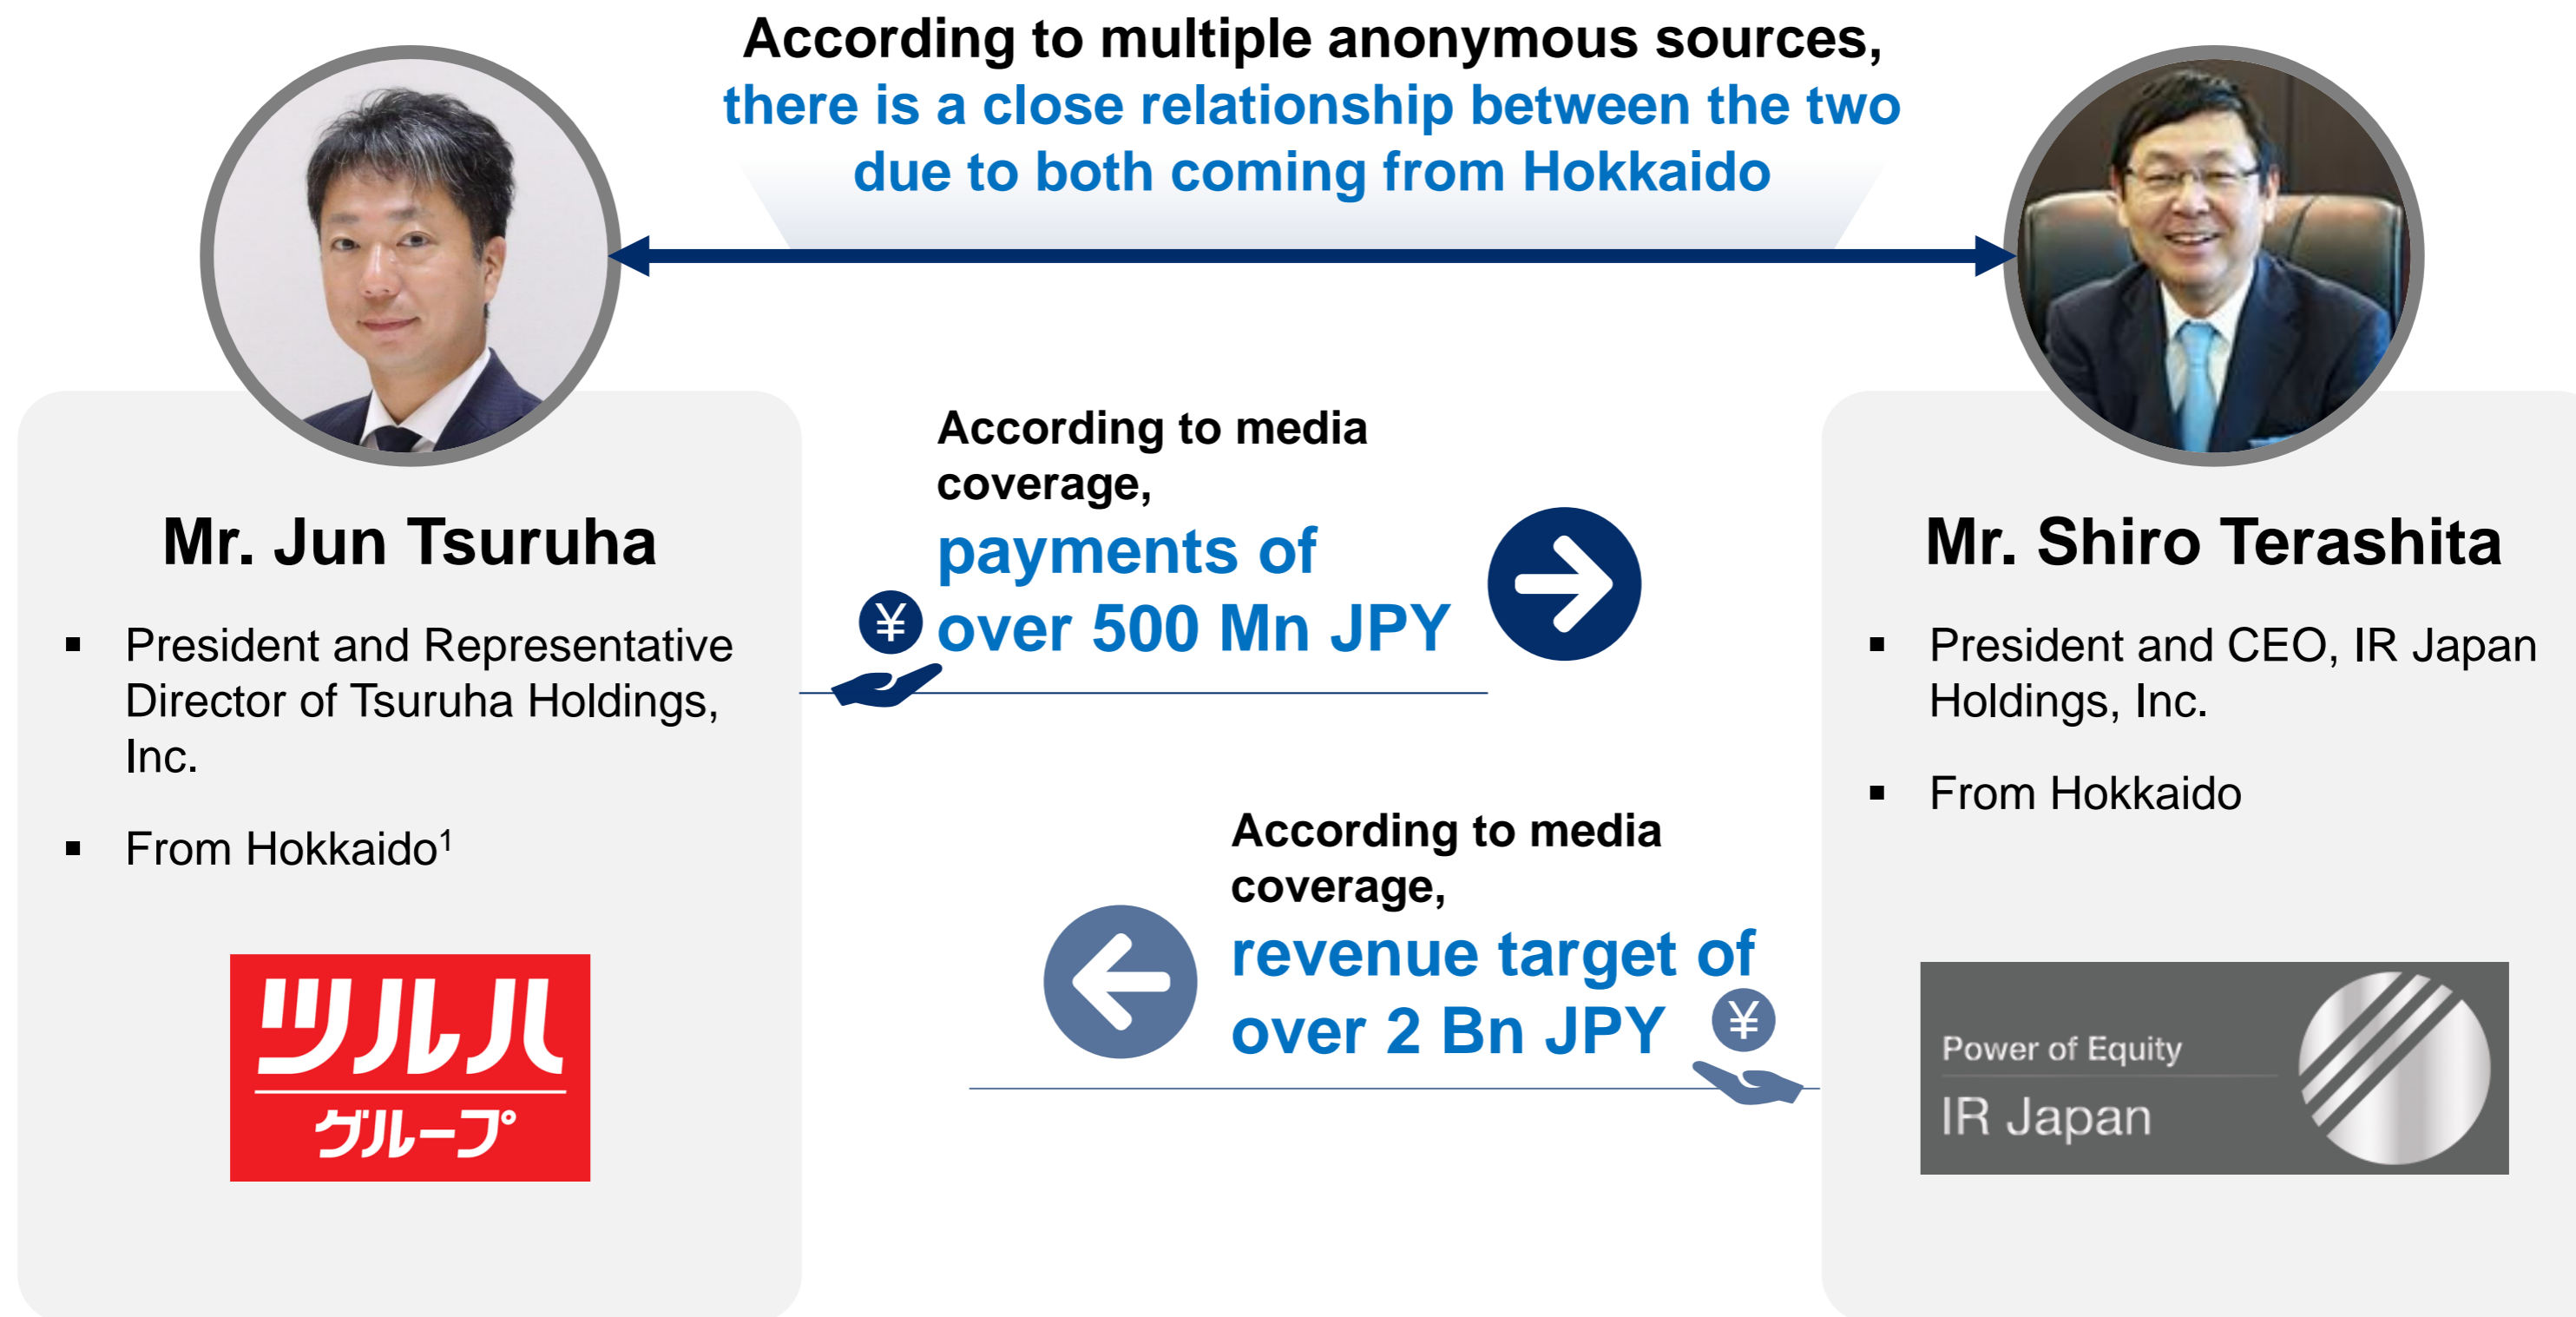 According to multiple anonymous sources,
there is a close relationship between the two
due to both coming from Hokkaido
Mr. Jun Tsuruha
▪ President and Representative
Director of Tsuruha Holdings,
Inc.
▪ From Hokkaido¹
ツルハ
グループ
According to media
coverage,
payments of
¥ over 500 Mn JPY
According to media
coverage,
revenue target of
over 2 Bn JPY ¥
Mr. Shiro Terashita
▪ President and CEO, IR Japan
Holdings, Inc.
▪ From Hokkaido
Power of Equity
IR Japan